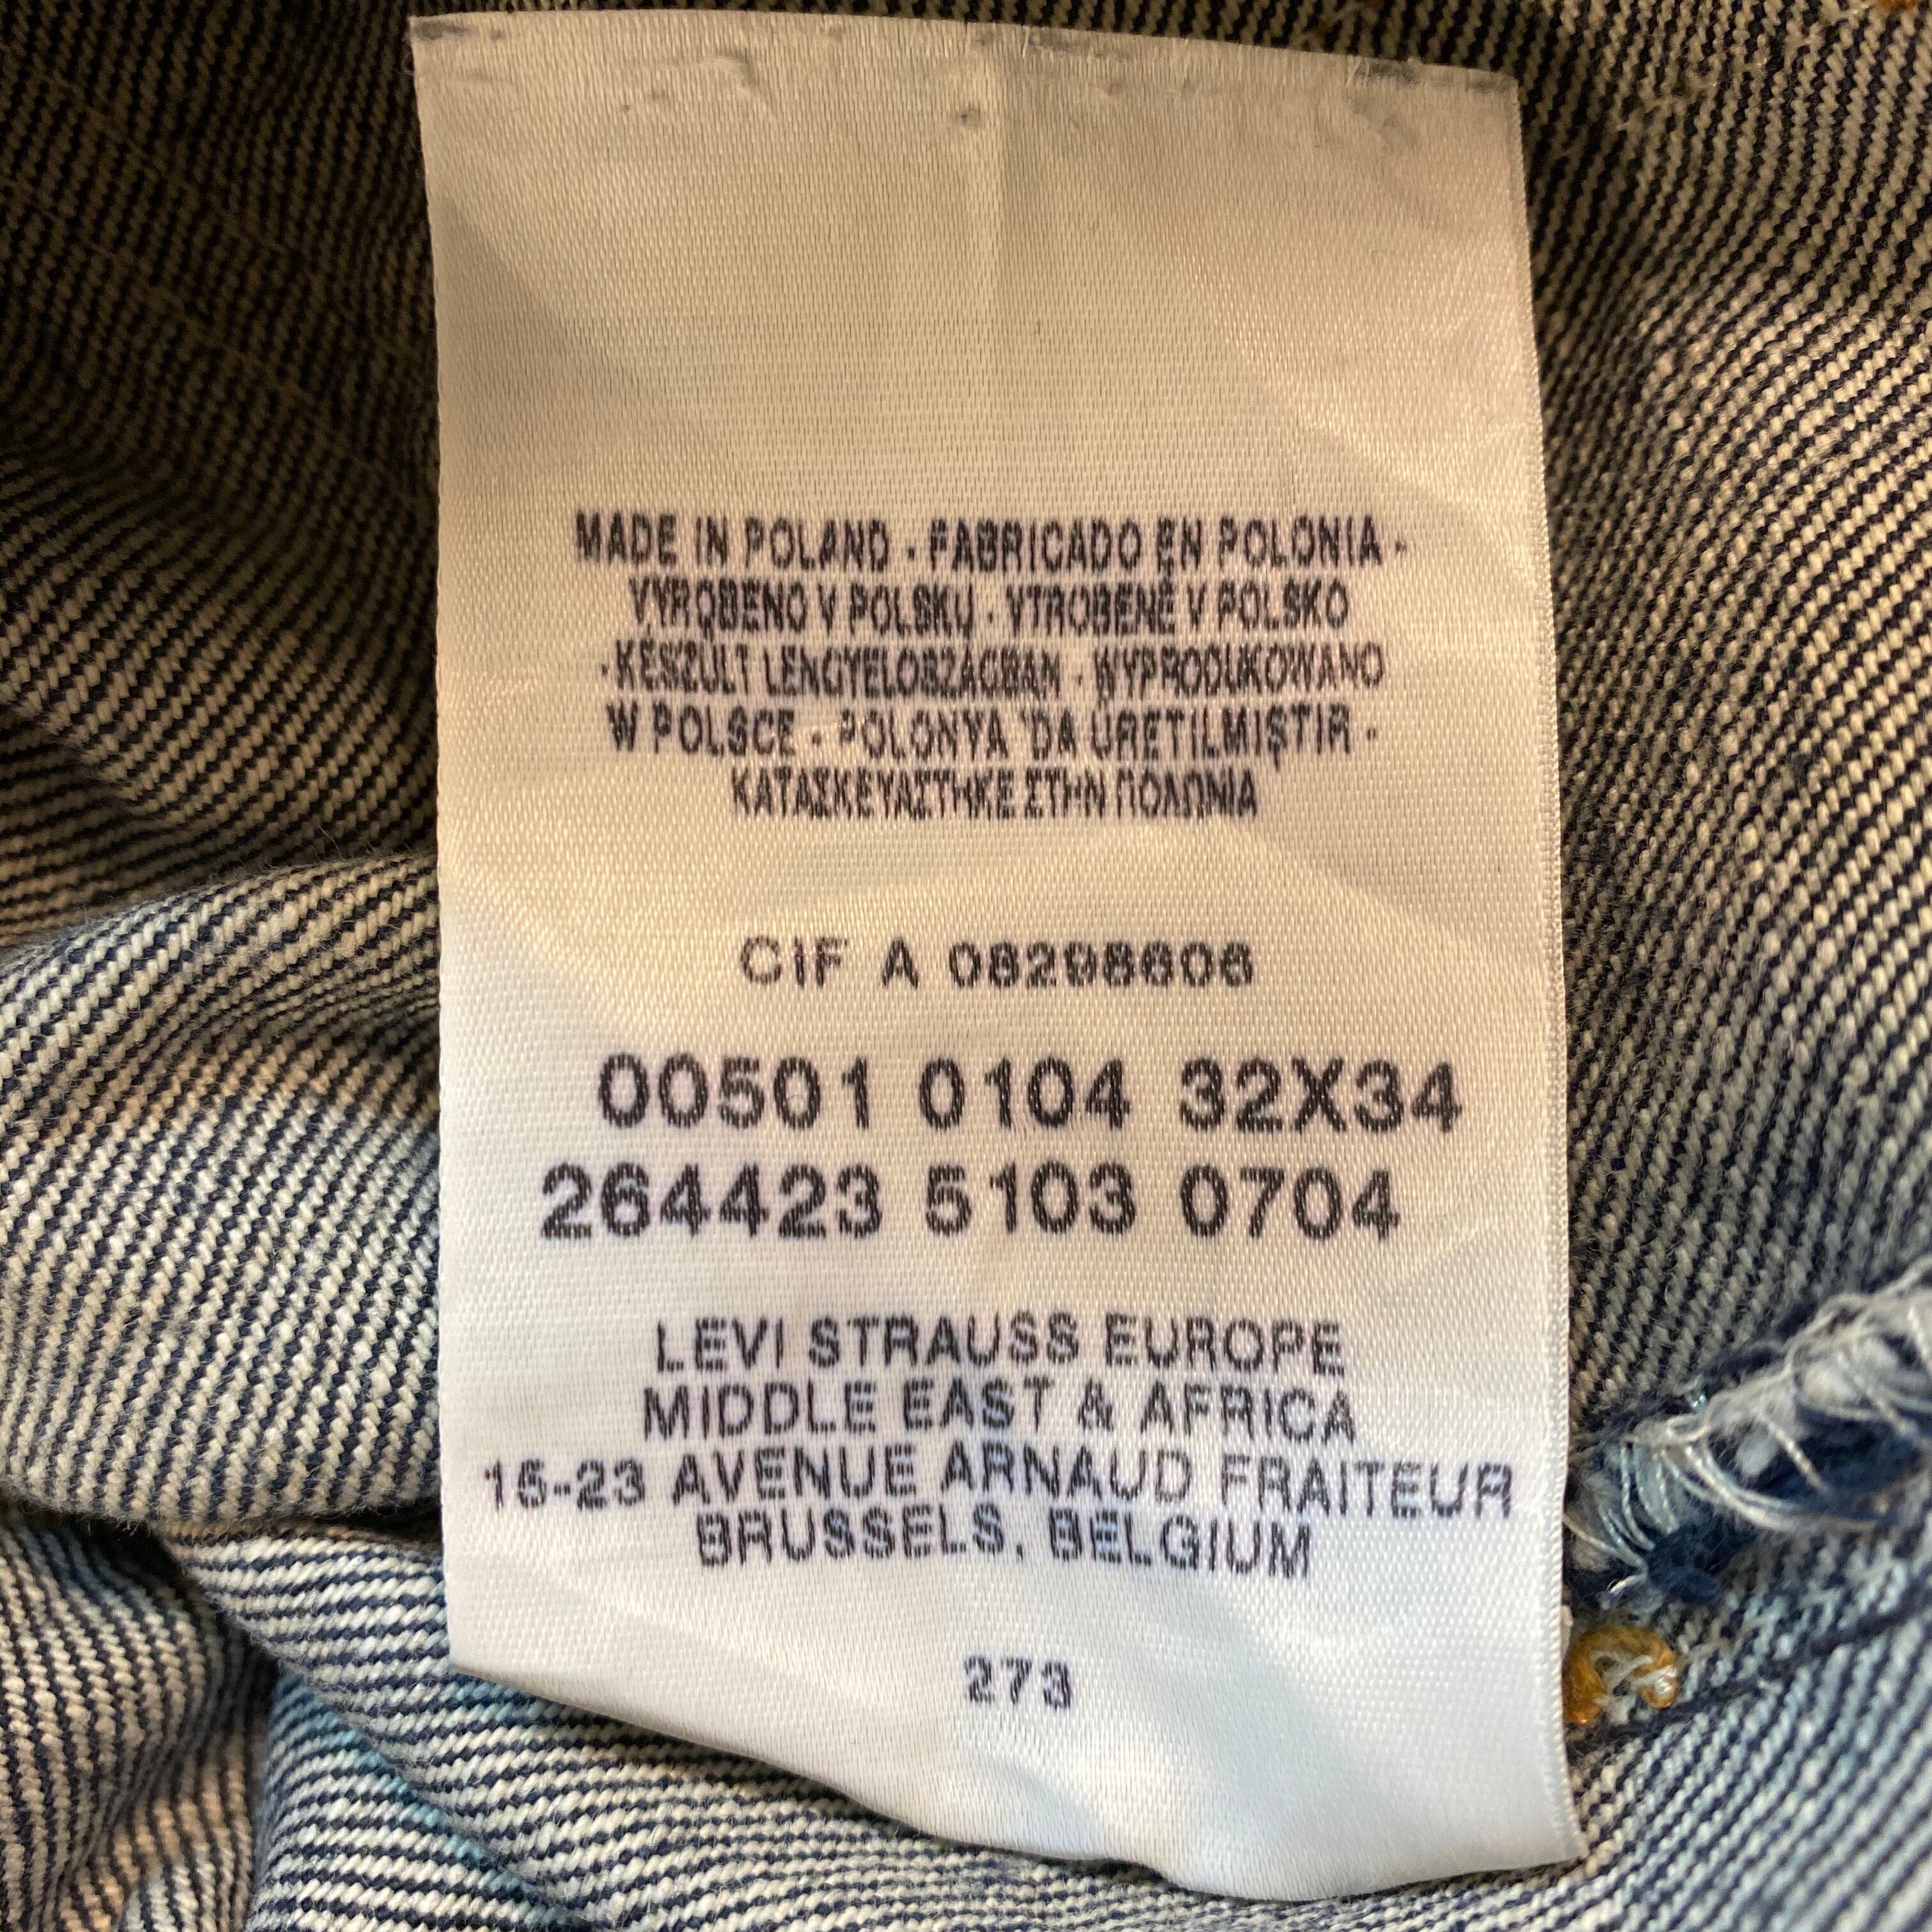 MADE IN POLAND · FABRICADO EN POLONIA ·
VYROBENO V POLSKU · VYROBENÉ V POLSKO
· KÉSZULT LENGYELOSZÁGBAN · WYPRODUKOWANO
W POLSCE · POLONYA 'DA ÜRETILMIŞTIR ·
ΚΑΤΑΣΚΕΥΑΣΤΗΚΕ ΣΤΗΝ ΠΟΛΩΝΙΑ
CIF A 08298606
00501 0104 32X34
264423 5103 0704
LEVI STRAUSS EUROPE
MIDDLE EAST & AFRICA
15-23 AVENUE ARNAUD FRAITEUR
BRUSSELS, BELGIUM
273